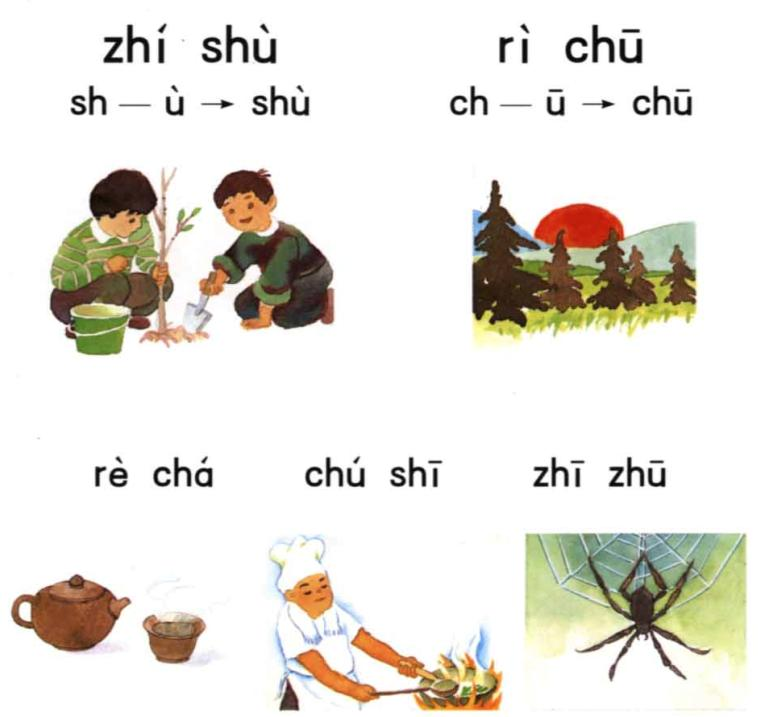 zhí shù
sh — ù → shù
rì chū
ch — ū → chū
rè chá
chú shī
zhī zhū